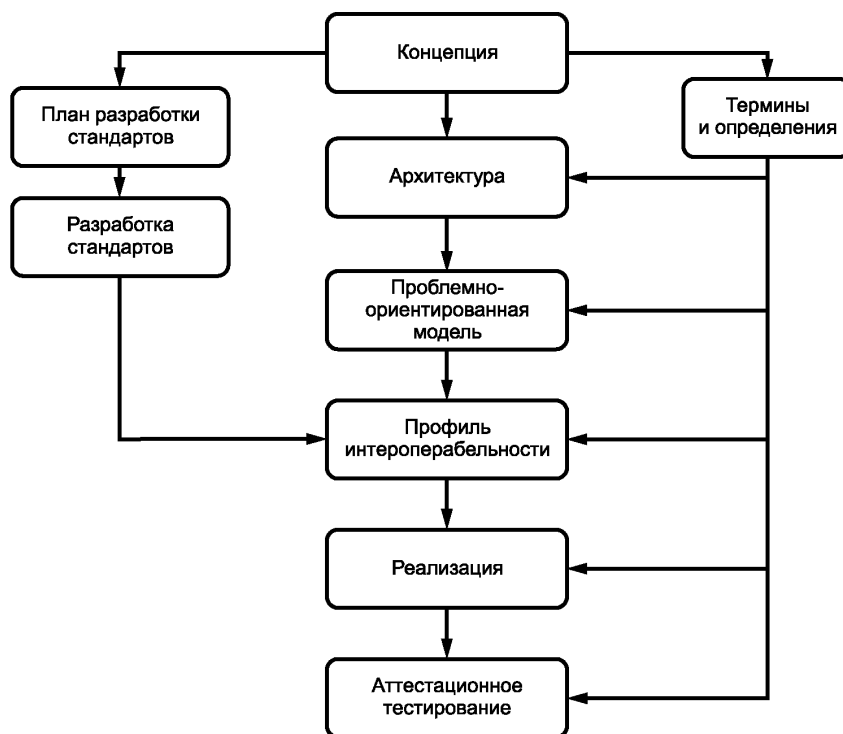 Концепция
План разработки
стандартов
Термины
и определения
Архитектура
Разработка
стандартов
Проблемно-
ориентированная
модель
Профиль
интероперабельности
Реализация
Аттестационное
тестирование